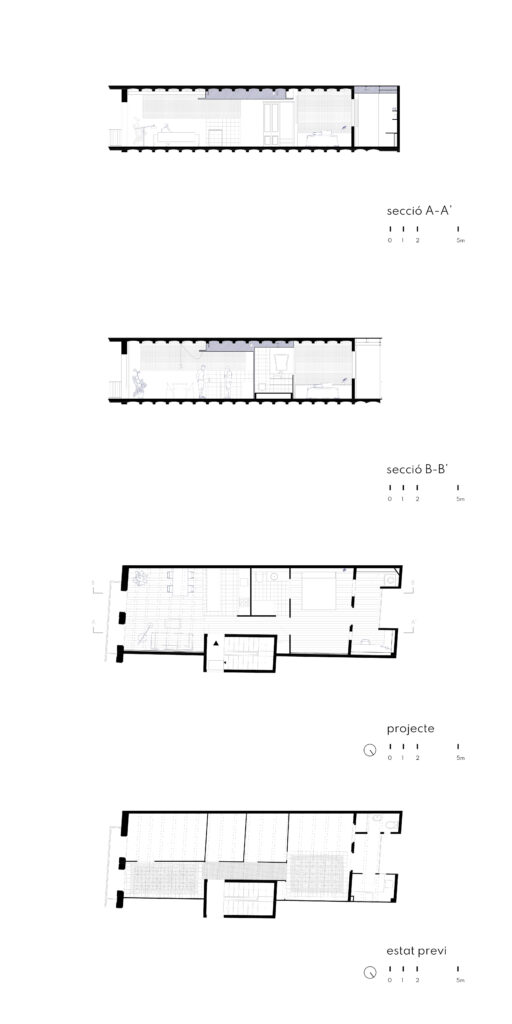 secció A-A'
0 1 2 5m
secció B-B'
0 1 2 5m
projecte
0 1 2 5m
estat previ
0 1 2 5m